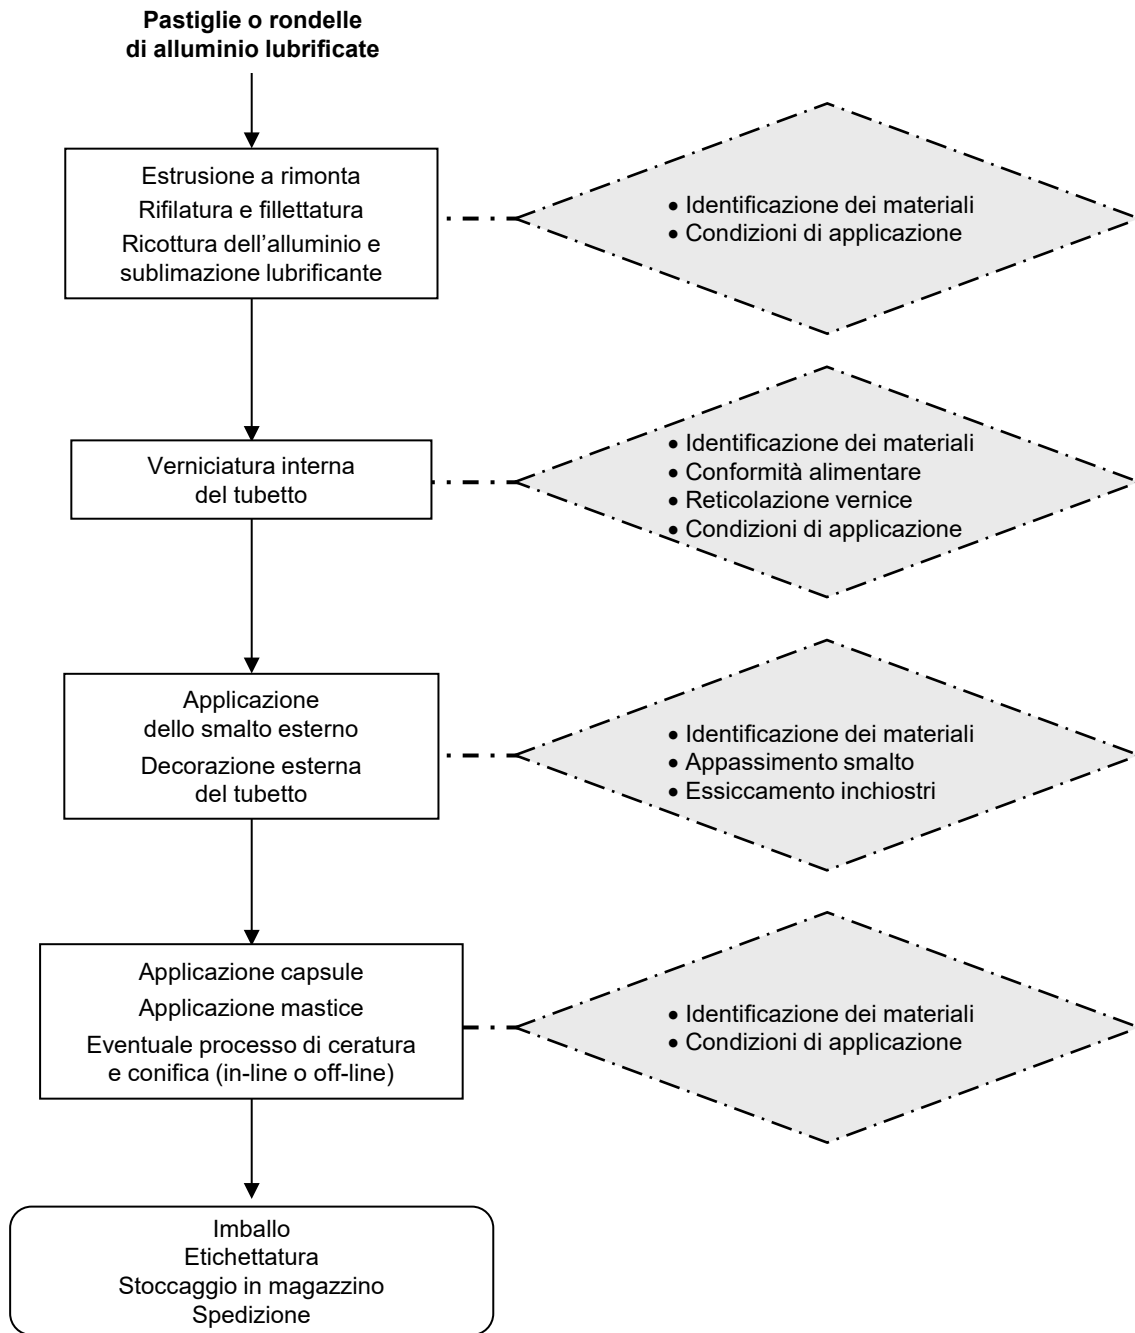 Pastiglie o rondelle
di alluminio lubrificate
Estrusione a rimonta
Rifilatura e fillettatura
Ricottura dell’alluminio e
sublimazione lubrificante
• Identificazione dei materiali
• Condizioni di applicazione
Verniciatura interna
del tubetto
• Identificazione dei materiali
• Conformità alimentare
• Reticolazione vernice
• Condizioni di applicazione
Applicazione
dello smalto esterno
Decorazione esterna
del tubetto
• Identificazione dei materiali
• Appassimento smalto
• Essiccamento inchiostri
Applicazione capsule
Applicazione mastice
Eventuale processo di ceratura
e conifica (in-line o off-line)
• Identificazione dei materiali
• Condizioni di applicazione
Imballo
Etichettatura
Stoccaggio in magazzino
Spedizione